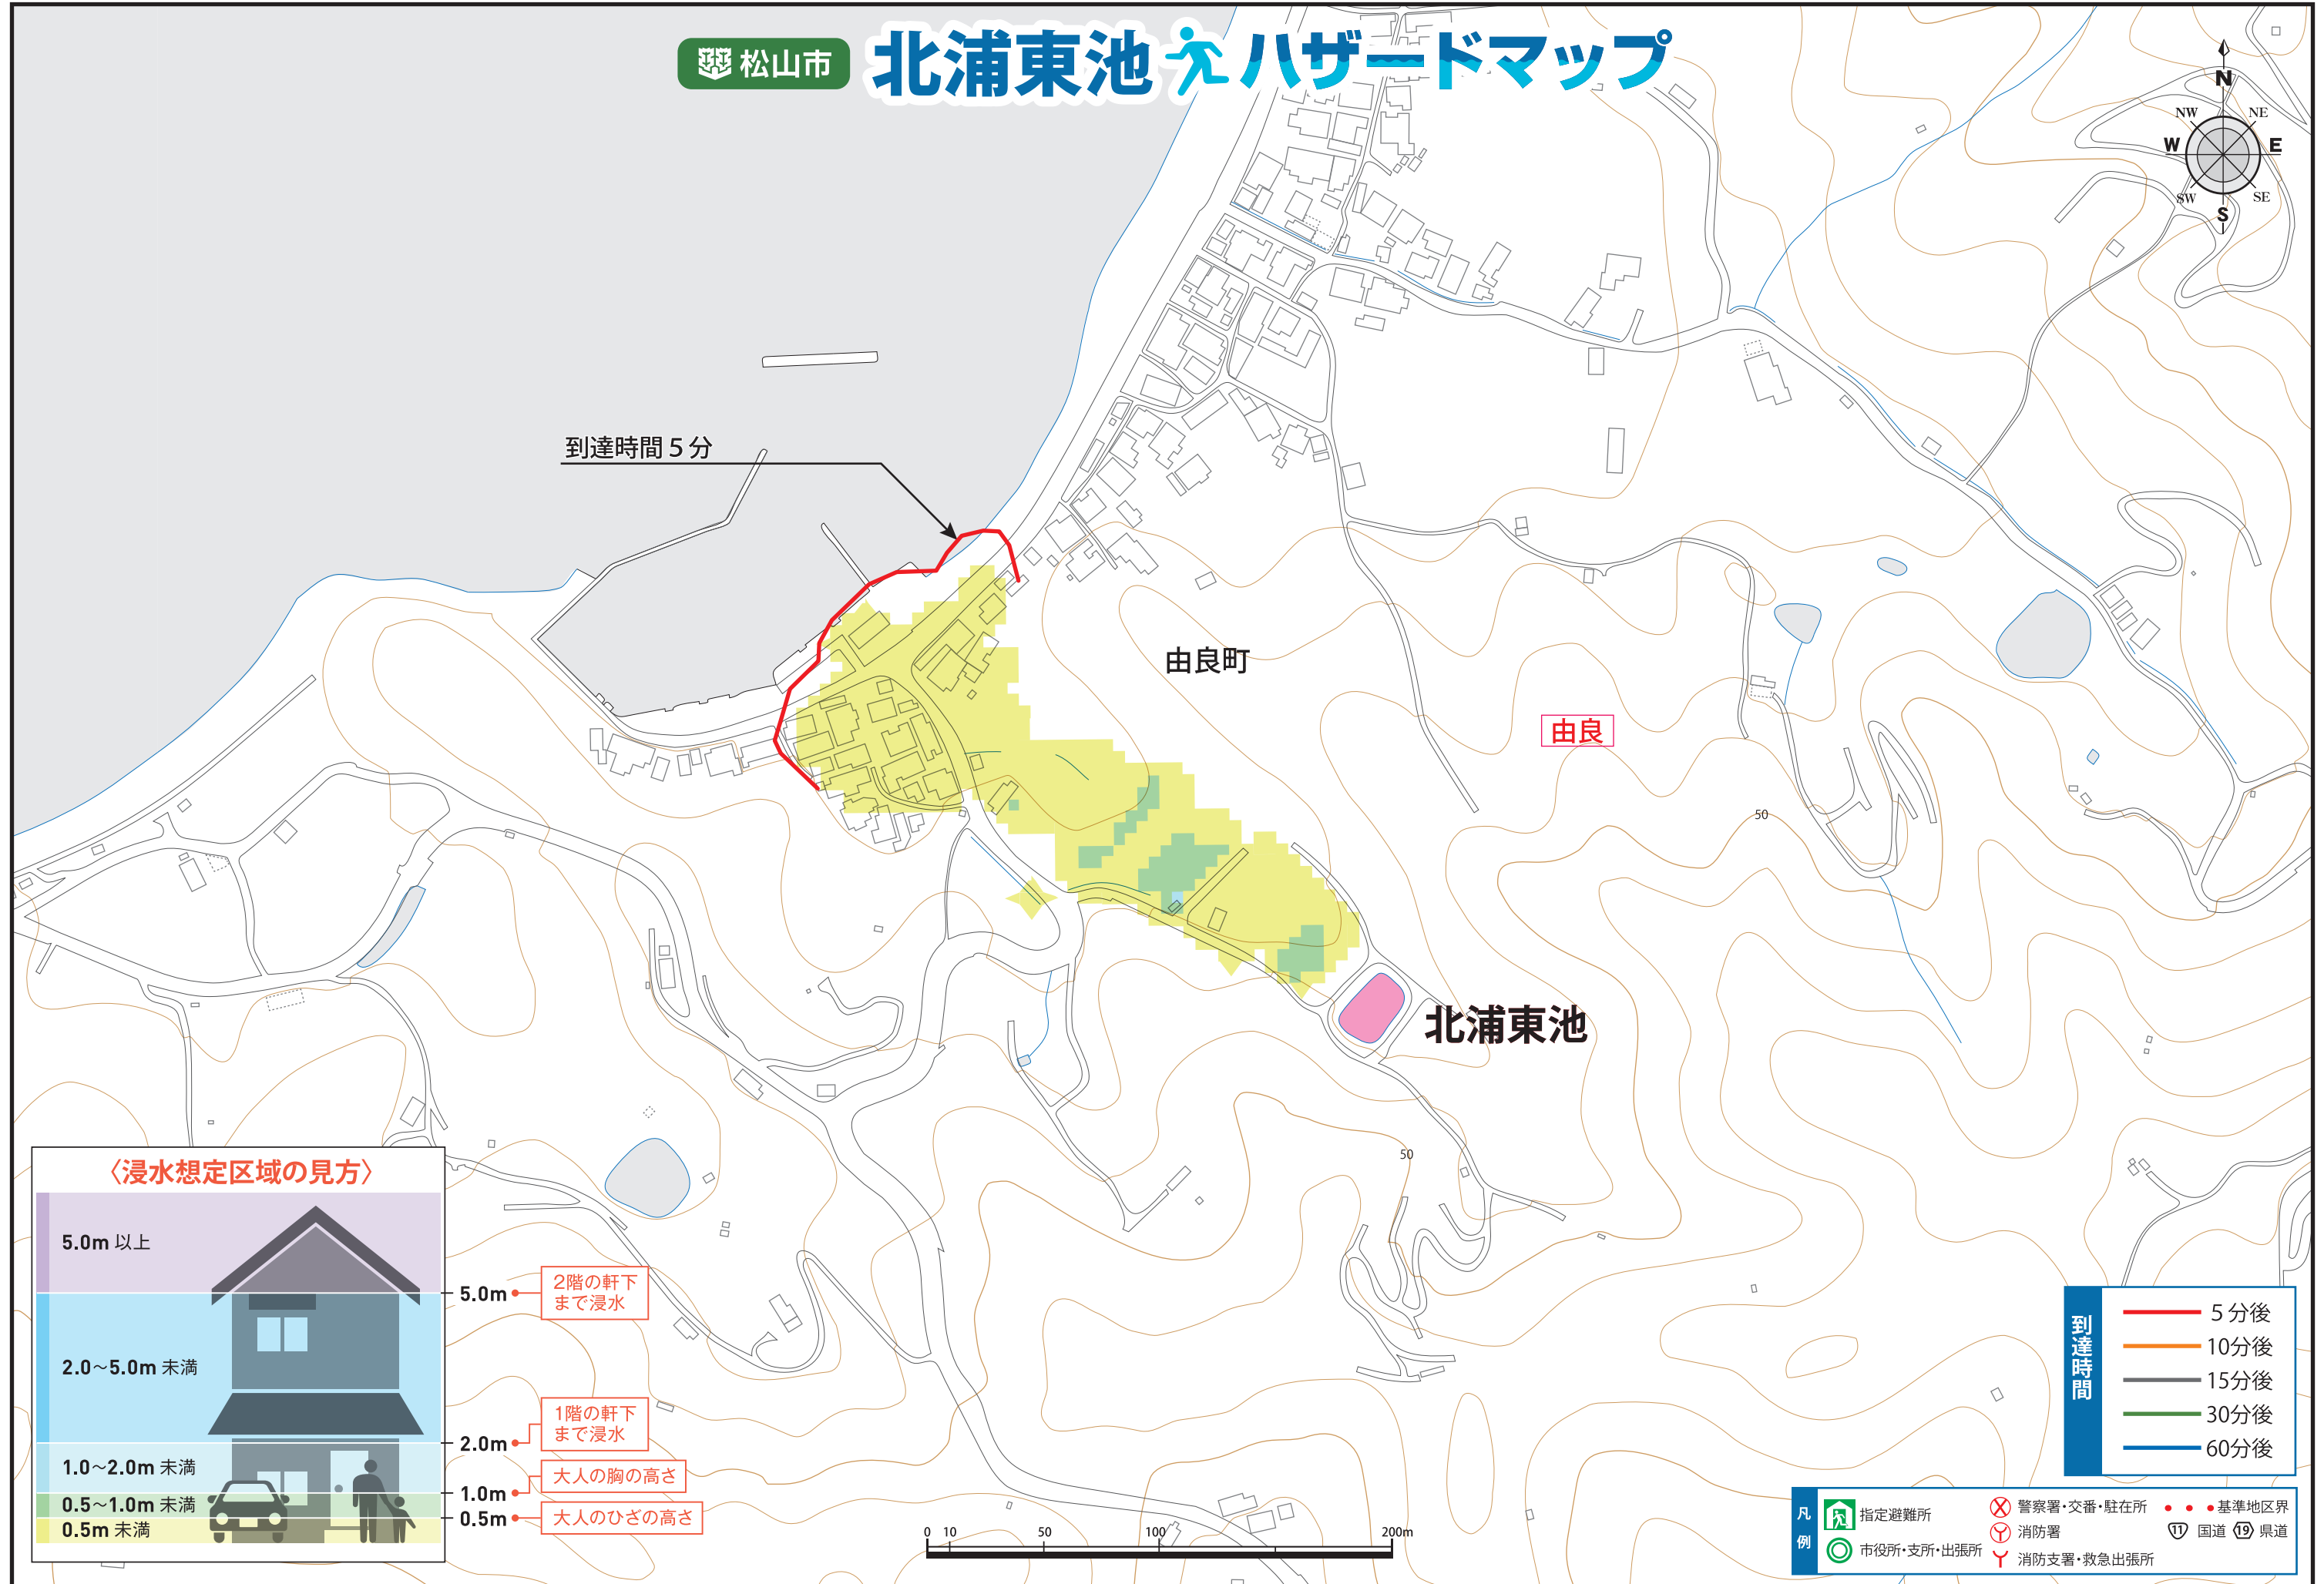 松山市 北浦東池 ハザードマップ
N
NW NE
W E
SW SE
S
到達時間５分
由良町
由良
50
北浦東池
50
〈浸水想定区域の見方〉
5.0m 以上
5.0m
2階の軒下
まで浸水
2.0〜5.0m 未満
2.0m
1階の軒下
まで浸水
1.0〜2.0m 未満
1.0m
大人の胸の高さ
0.5〜1.0m 未満
0.5m
大人のひざの高さ
0.5m 未満
0 10 50 100 200m
到達時間
５分後
10分後
15分後
30分後
60分後
凡例
指定避難所
市役所・支所・出張所
警察署・交番・駐在所
消防署
消防支署・救急出張所
基準地区界
11 国道 19 県道